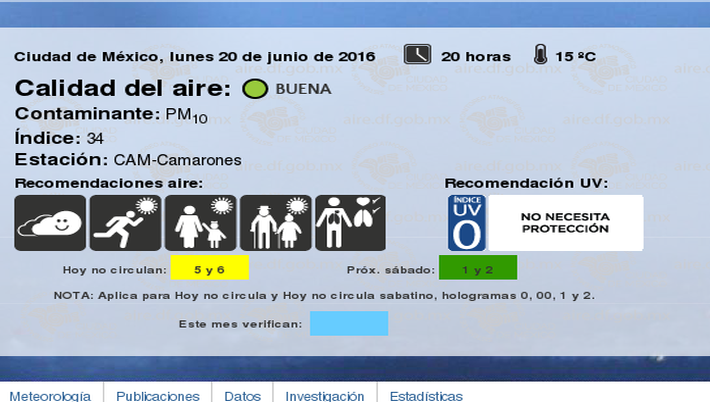 Ciudad de México, lunes 20 de junio de 2016 20 horas 15 ºC
Calidad del aire: BUENA
Contaminante: PM10
Índice: 34
Estación: CAM-Camarones
Recomendaciones aire: Recomendación UV:
ÍNDICE
UV
0
NO NECESITA
PROTECCIÓN
Hoy no circulan: 5 y 6 Próx. sábado: 1 y 2
NOTA: Aplica para Hoy no circula y Hoy no circula sabatino, hologramas 0, 00, 1 y 2.
Este mes verifican:
Meteorología Publicaciones Datos Investigación Estadísticas